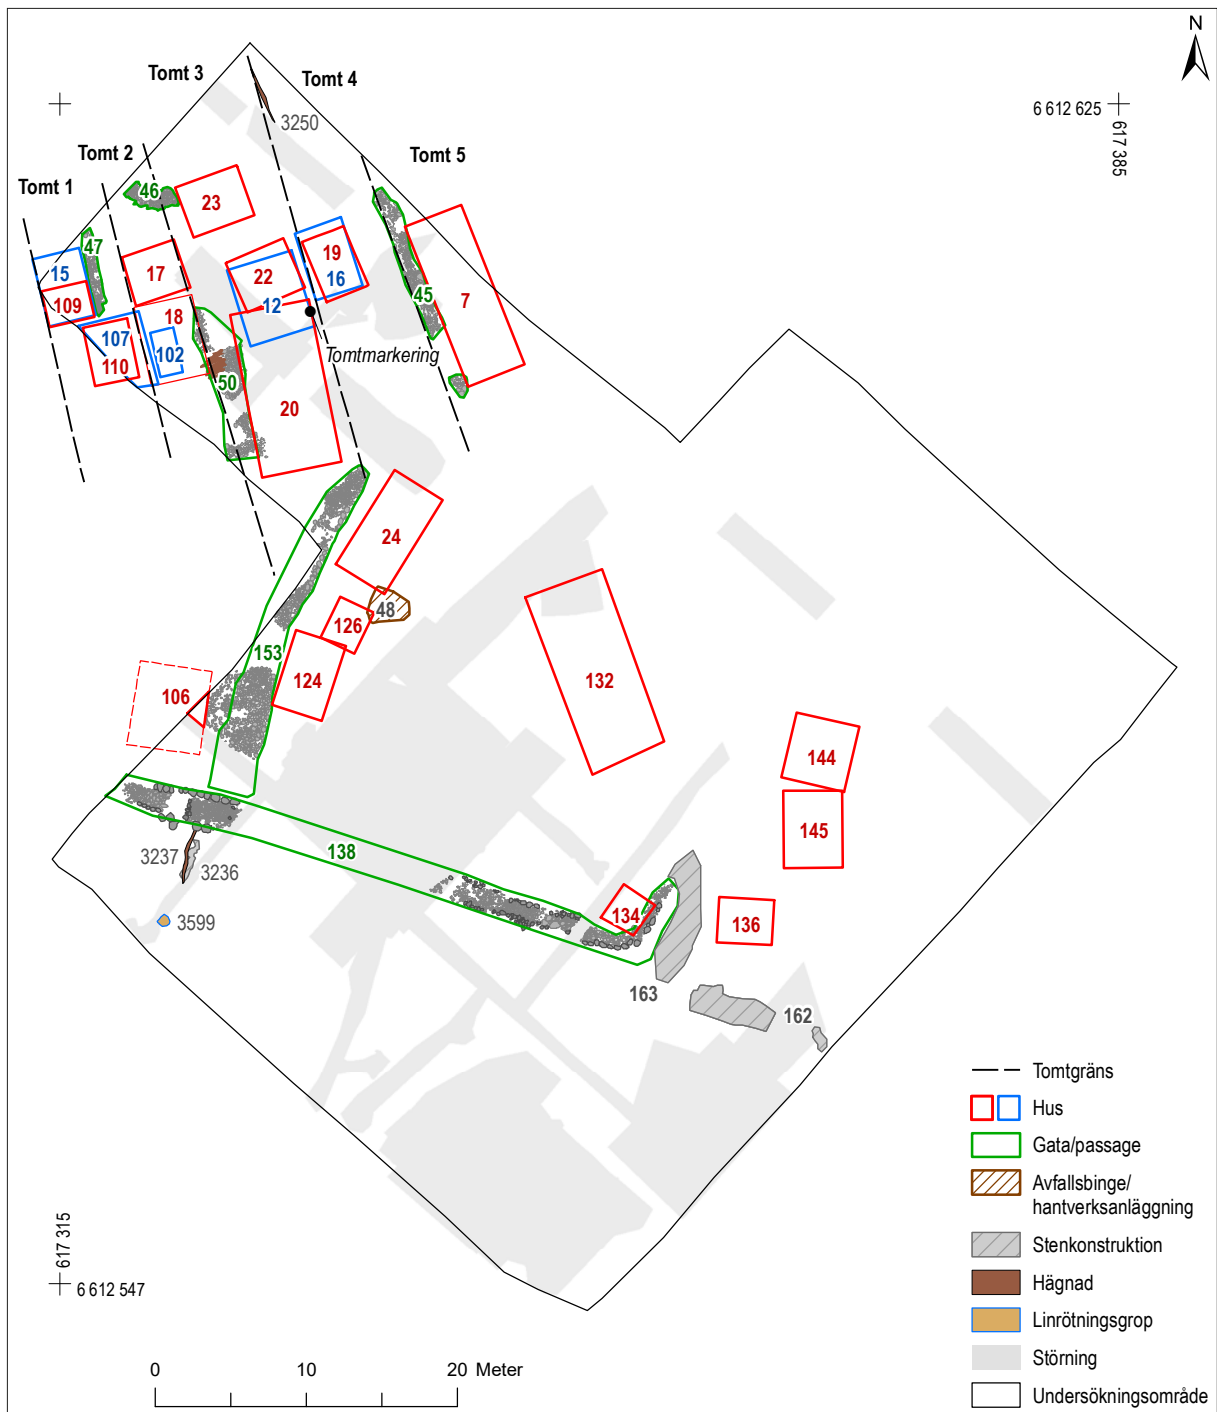 N
Tomt 3
Tomt 4
6 612 625
617 385
3250
Tomt 2
Tomt 5
Tomt 1
46
23
47
19
15
17
22
16
12
45
7
109
18
107
102
110
Tomtmarkering
50
20
24
48
126
153
124
132
106
144
145
3237
3236
138
134
136
3599
163
162
Tomtgräns
Hus
Gata/passage
Avfallsbinge/
hantverksanläggning
Stenkonstruktion
Hägnad
Linrötningsgrop
Störning
Undersökningsområde
617 315
6 612 547
0 10 20 Meter